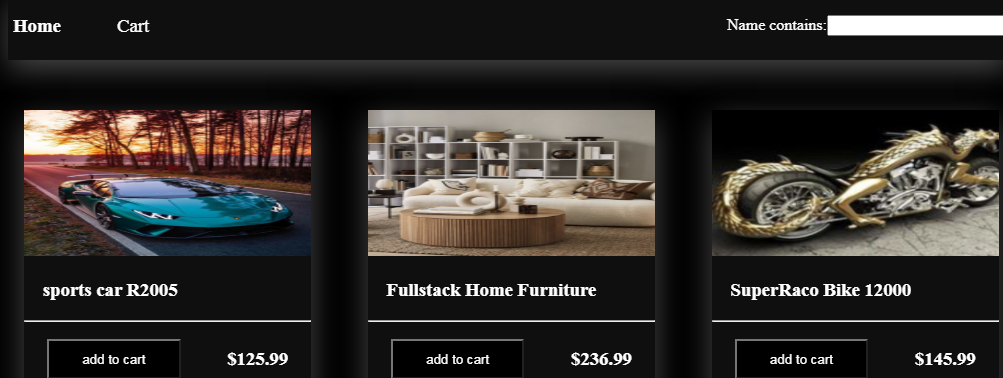 Home Cart Name contains:
sports car R2005 Fullstack Home Furniture SuperRaco Bike 12000
add to cart $125.99 add to cart $236.99 add to cart $145.99